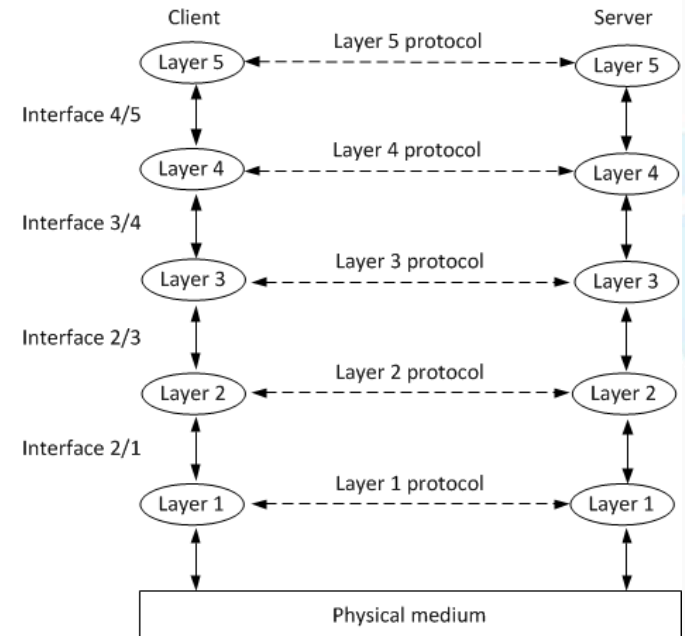 Client
Server
Layer 5 protocol
Layer 5
Layer 5
Interface 4/5
Layer 4 protocol
Layer 4
Layer 4
Interface 3/4
Layer 3 protocol
Layer 3
Layer 3
Interface 2/3
Layer 2 protocol
Layer 2
Layer 2
Interface 2/1
Layer 1 protocol
Layer 1
Layer 1
Physical medium